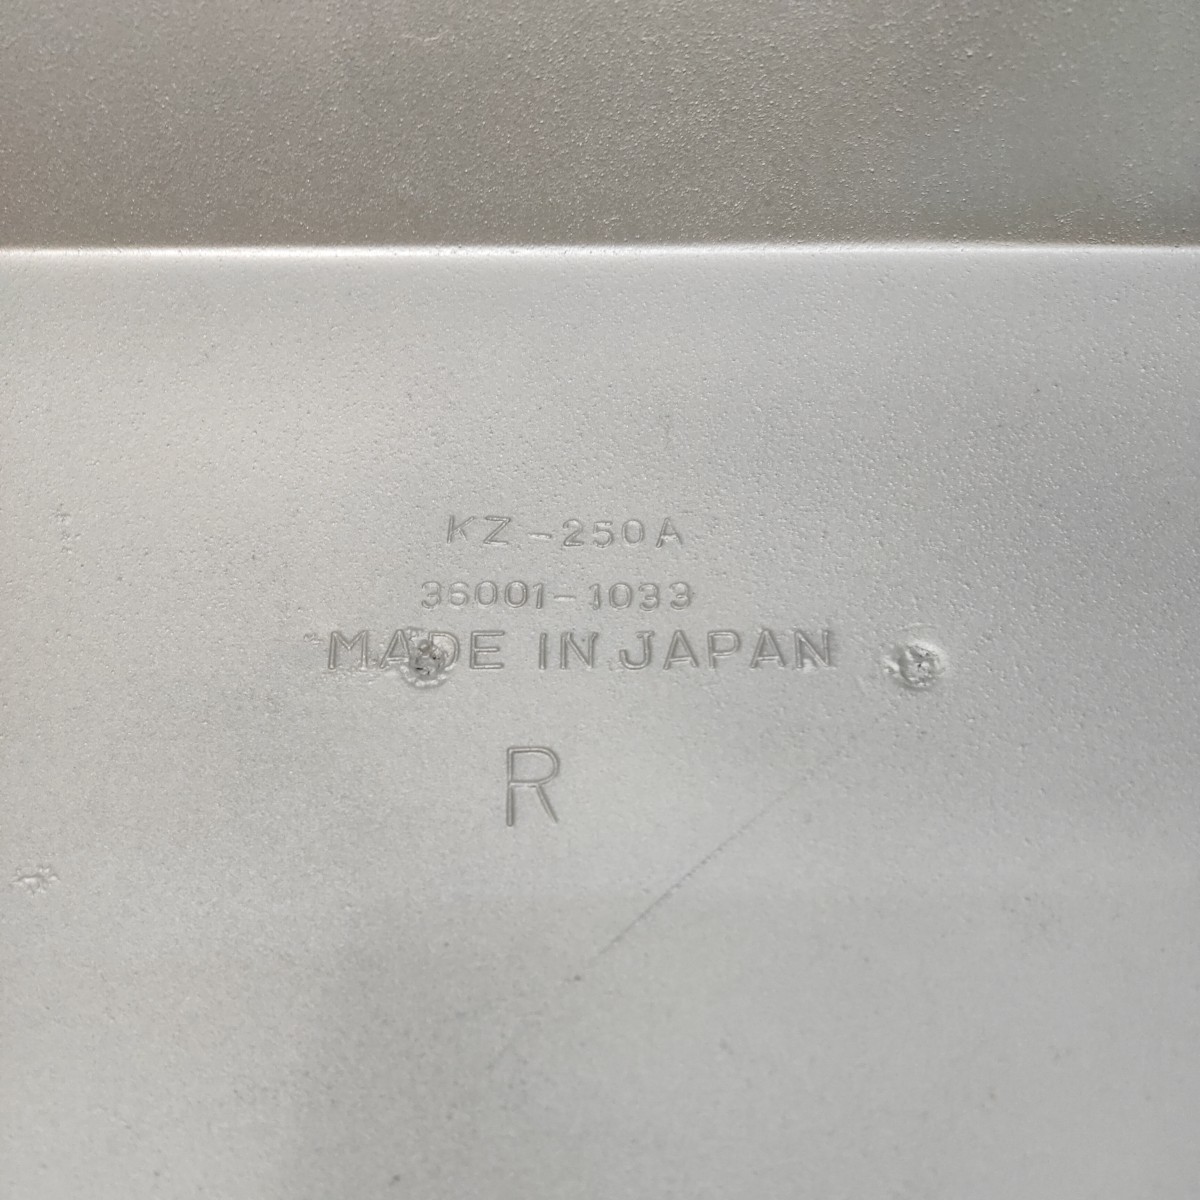 KZ-250A
36001-1033
MADE IN JAPAN
R